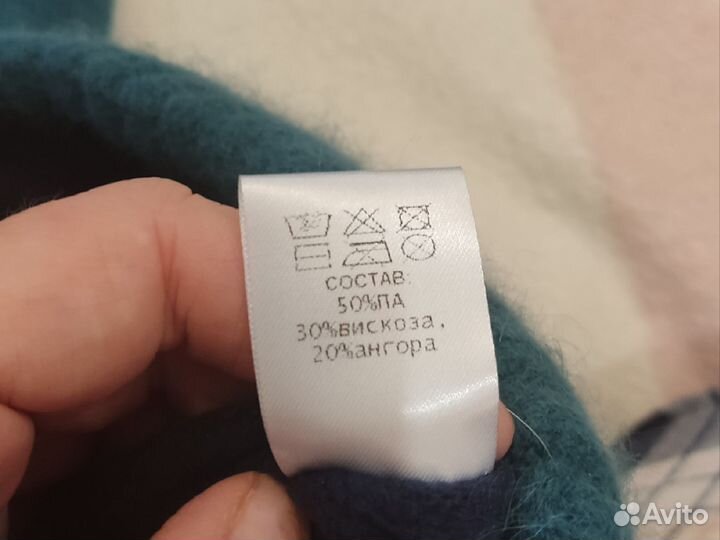 СОСТАВ:
50%ПА
30%вискоза,
20%ангора
Avito